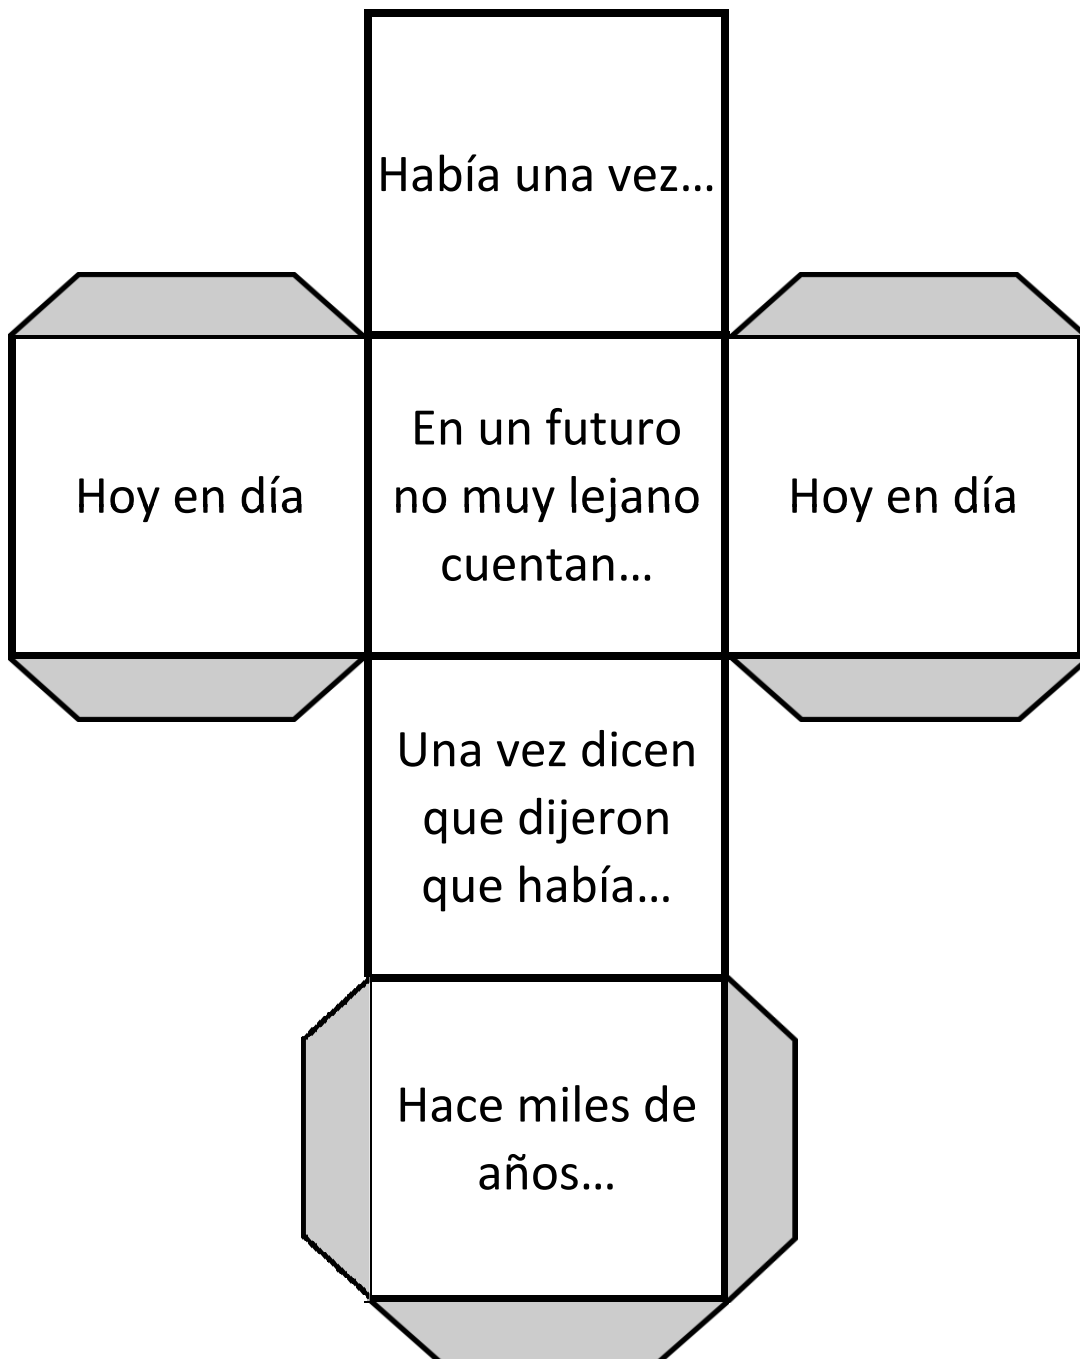 Había una vez...
Hoy en día
En un futuro
no muy lejano
cuentan...
Hoy en día
Una vez dicen
que dijeron
que había...
Hace miles de
años...